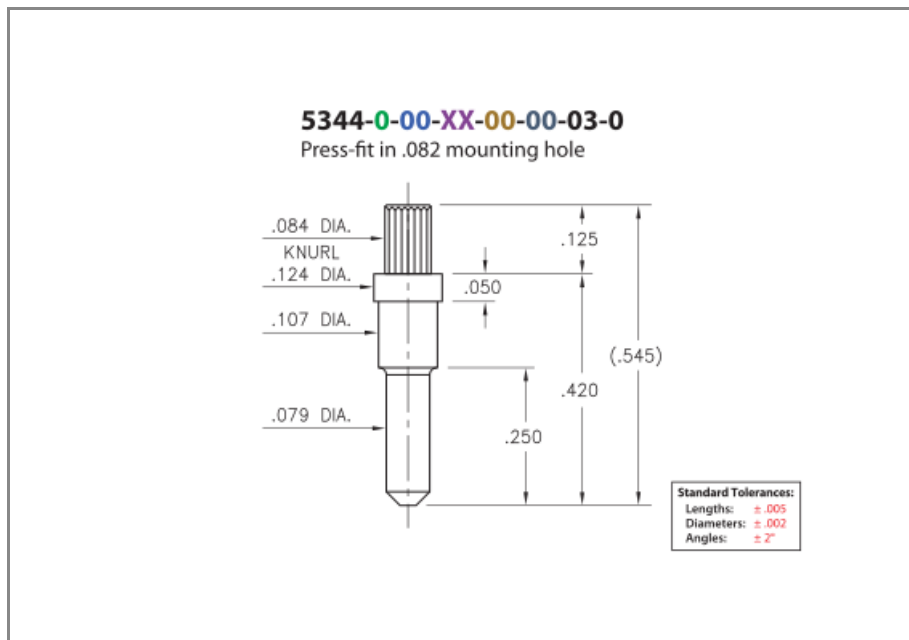 5344-0-00-XX-00-00-03-0
Press-fit in .082 mounting hole
.084 DIA.
KNURL
.124 DIA.
.107 DIA.
.079 DIA.
.125
.050
(.545)
.420
.250
Standard Tolerances:
Lengths: ± .005
Diameters: ± .002
Angles: ± 2°